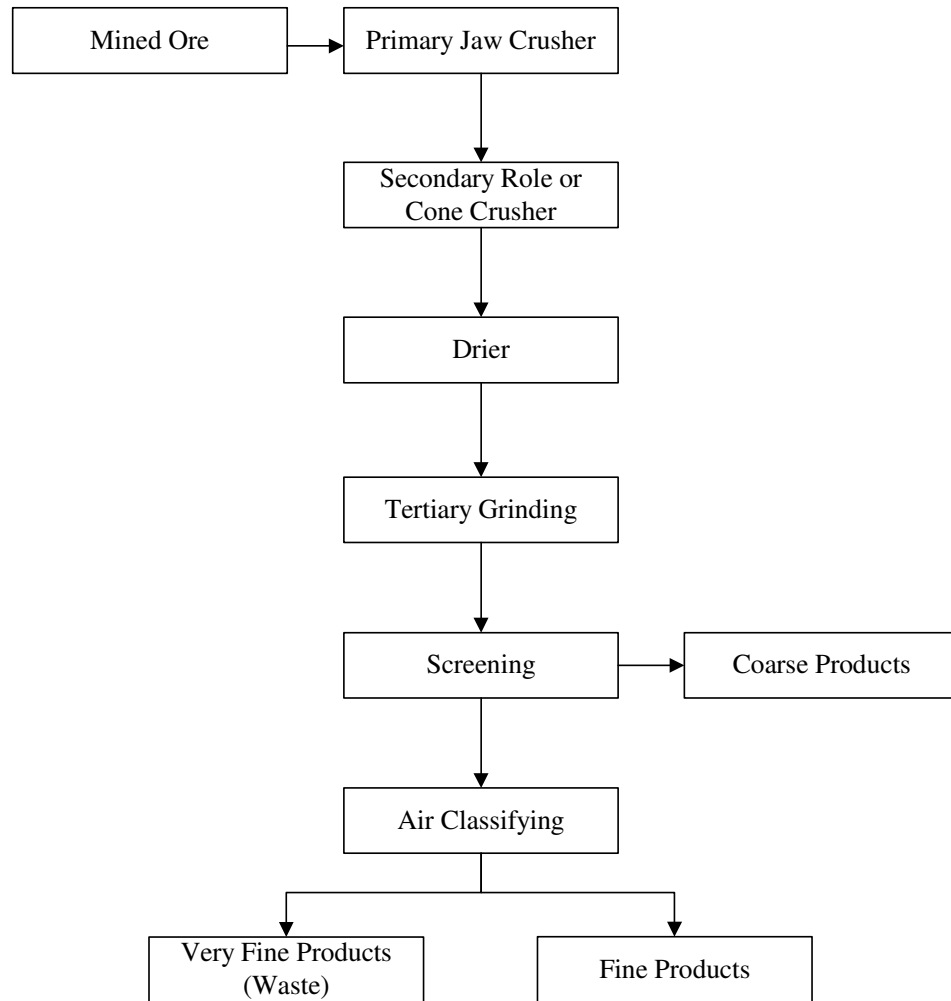 Mined Ore
Primary Jaw Crusher
Secondary Role or
Cone Crusher
Drier
Tertiary Grinding
Screening
Coarse Products
Air Classifying
Very Fine Products
(Waste)
Fine Products